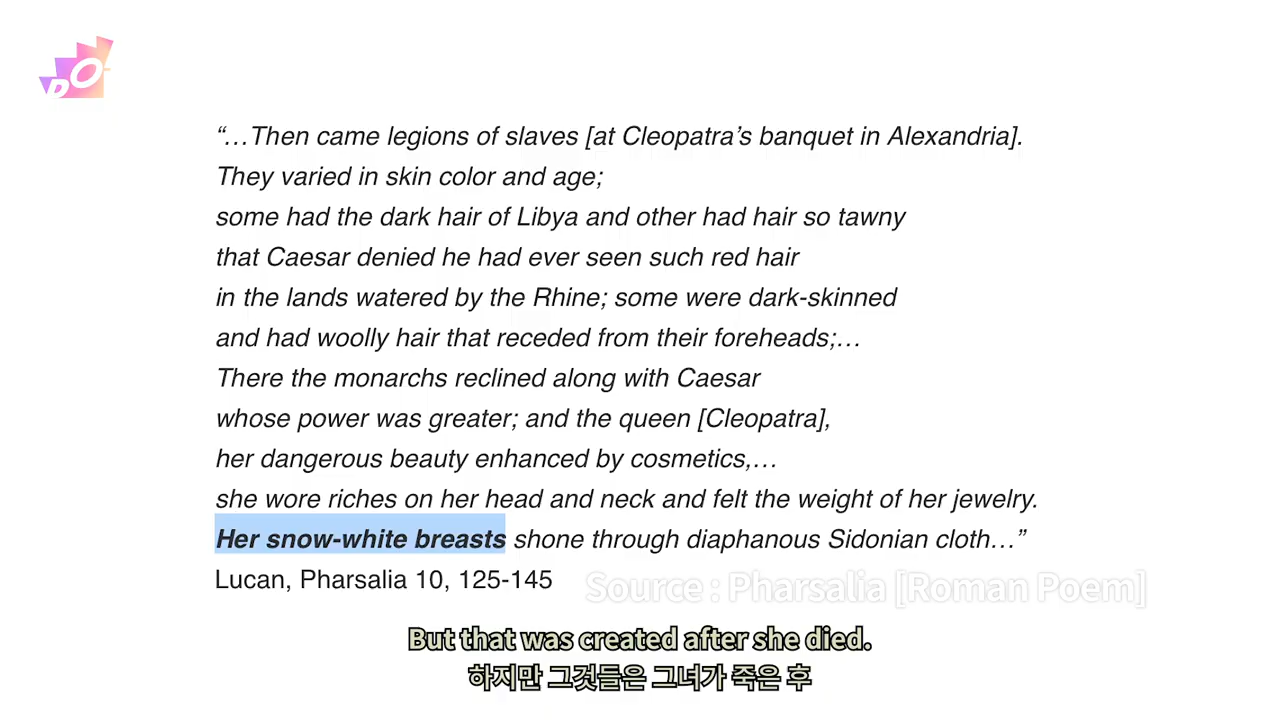 DO
“…Then came legions of slaves [at Cleopatra’s banquet in Alexandria].
They varied in skin color and age;
some had the dark hair of Libya and other had hair so tawny
that Caesar denied he had ever seen such red hair
in the lands watered by the Rhine; some were dark-skinned
and had woolly hair that receded from their foreheads;…
There the monarchs reclined along with Caesar
whose power was greater; and the queen [Cleopatra],
her dangerous beauty enhanced by cosmetics,…
she wore riches on her head and neck and felt the weight of her jewelry.
Her snow-white breasts shone through diaphanous Sidonian cloth…”
Lucan, Pharsalia 10, 125-145
Source : Pharsalia [Roman Poem]
But that was created after she died.
하지만 그것들은 그녀가 죽은 후